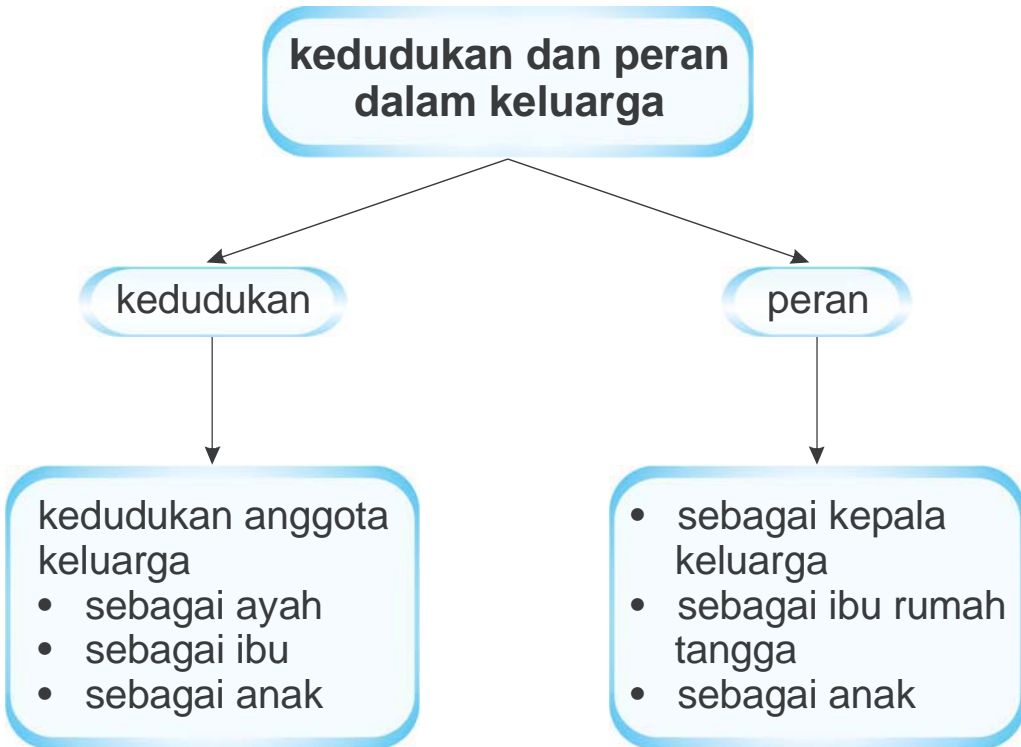 kedudukan dan peran
dalam keluarga
kedudukan
peran
kedudukan anggota
keluarga
• sebagai ayah
• sebagai ibu
• sebagai anak
• sebagai kepala
keluarga
• sebagai ibu rumah
tangga
• sebagai anak